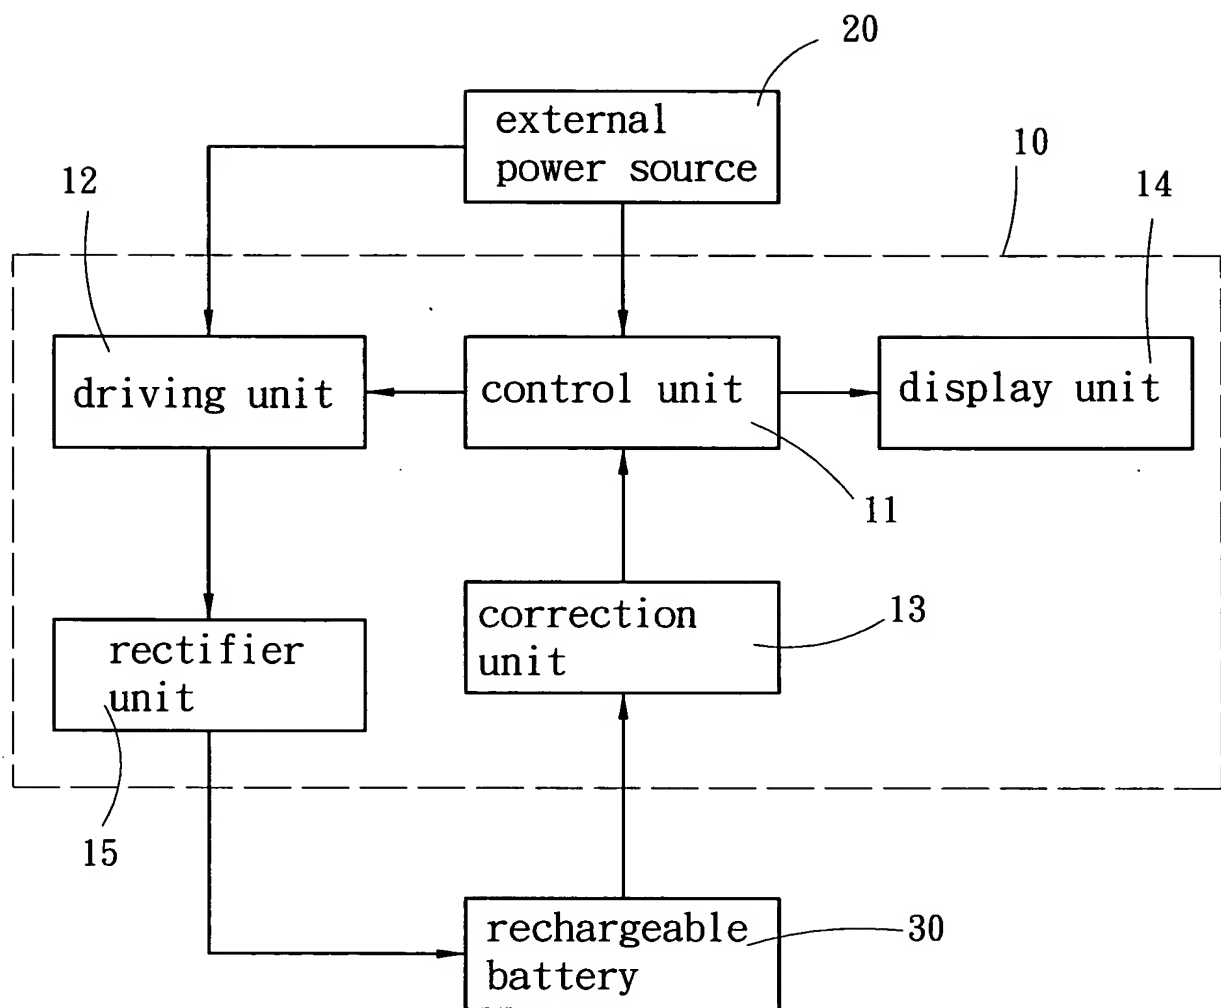 20
external
power source
10
12
14
driving unit
control unit
display unit
11
correction
unit
13
rectifier
unit
15
rechargeable
battery
30